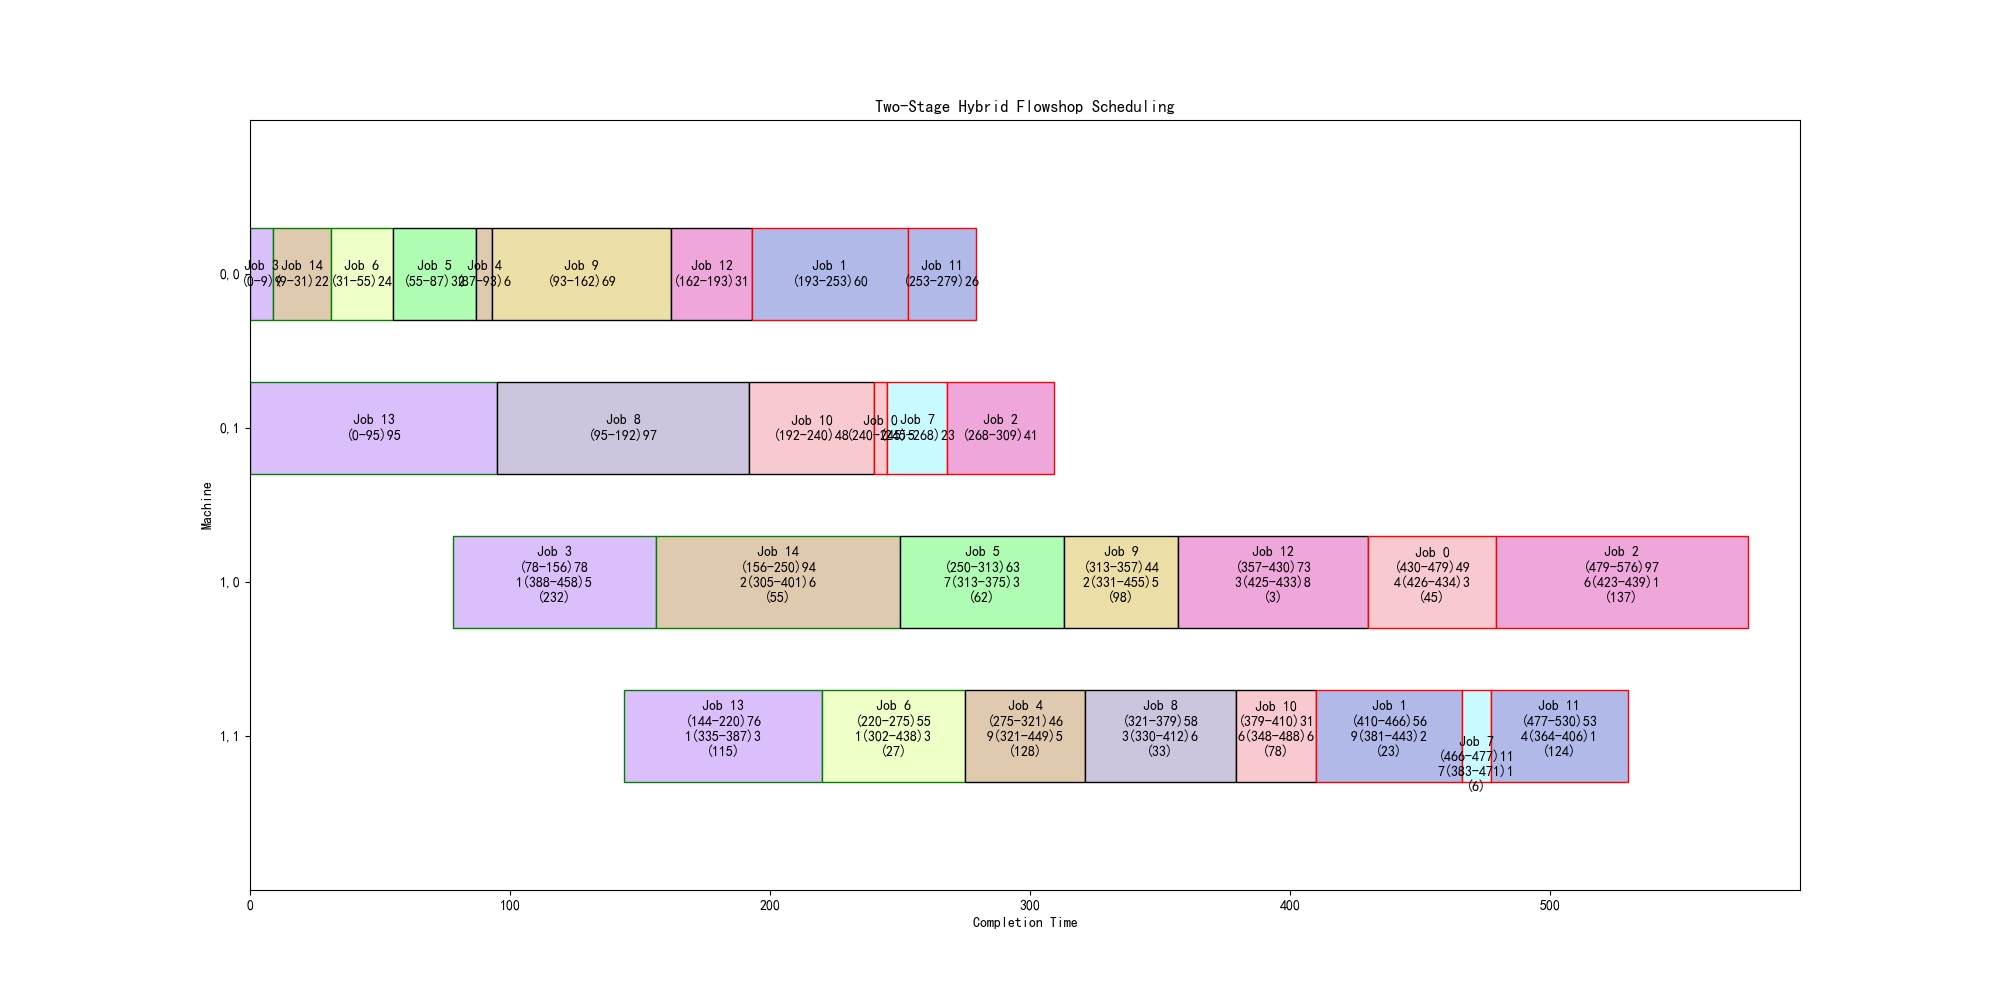 Two-Stage Hybrid Flowshop Scheduling
Machine
0,0
Job 3
(0-9)9
Job 14
(9-31)22
Job 6
(31-55)24
Job 5
(55-87)32
Job 4
(87-93)6
Job 9
(93-162)69
Job 12
(162-193)31
Job 1
(193-253)60
Job 11
(253-279)26
0,1
Job 13
(0-95)95
Job 8
(95-192)97
Job 10
(192-240)48
Job 0
(240-245)5
Job 7
(245-268)23
Job 2
(268-309)41
1,0
Job 3
(78-156)78
1(388-458)5
(232)
Job 14
(156-250)94
2(305-401)6
(55)
Job 5
(250-313)63
7(313-375)3
(62)
Job 9
(313-357)44
2(331-455)5
(98)
Job 12
(357-430)73
3(425-433)8
(3)
Job 0
(430-479)49
4(426-434)3
(45)
Job 2
(479-576)97
6(423-439)1
(137)
1,1
Job 13
(144-220)76
1(335-387)3
(115)
Job 6
(220-275)55
1(302-438)3
(27)
Job 4
(275-321)46
9(321-449)5
(128)
Job 8
(321-379)58
3(330-412)6
(33)
Job 10
(379-410)31
6(348-488)6
(78)
Job 1
(410-466)56
9(381-443)2
(23)
Job 7
(466-477)11
7(383-471)1
(6)
Job 11
(477-530)53
4(364-406)1
(124)
0 100 200 300 400 500
Completion Time